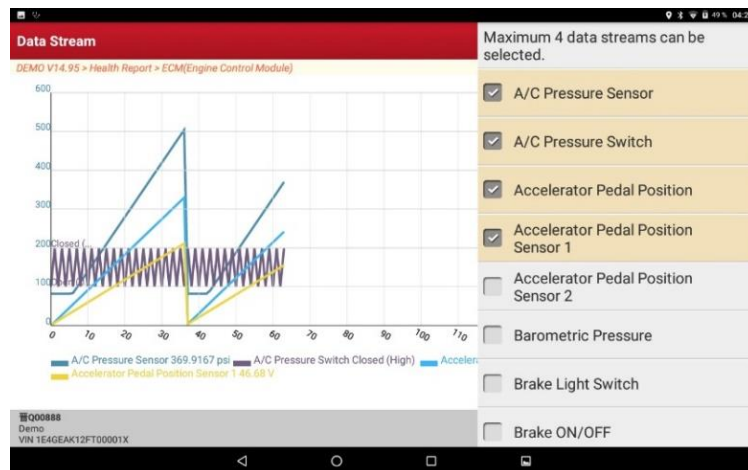 49% 04:2
Data Stream
DEMO V14.95 > Health Report > ECM(Engine Control Module)
600
500
400
300
200
Closed (...
100
0
0 10 20 30 40 50 60 70 80 90 100 110
A/C Pressure Sensor 369.9167 psi A/C Pressure Switch Closed (High) Acceler
Accelerator Pedal Position Sensor 1 46.68 V
Q00888
Demo
VIN 1E4GEAK12FT00001X
Maximum 4 data streams can be
selected.
A/C Pressure Sensor
A/C Pressure Switch
Accelerator Pedal Position
Accelerator Pedal Position
Sensor 1
Accelerator Pedal Position
Sensor 2
Barometric Pressure
Brake Light Switch
Brake ON/OFF